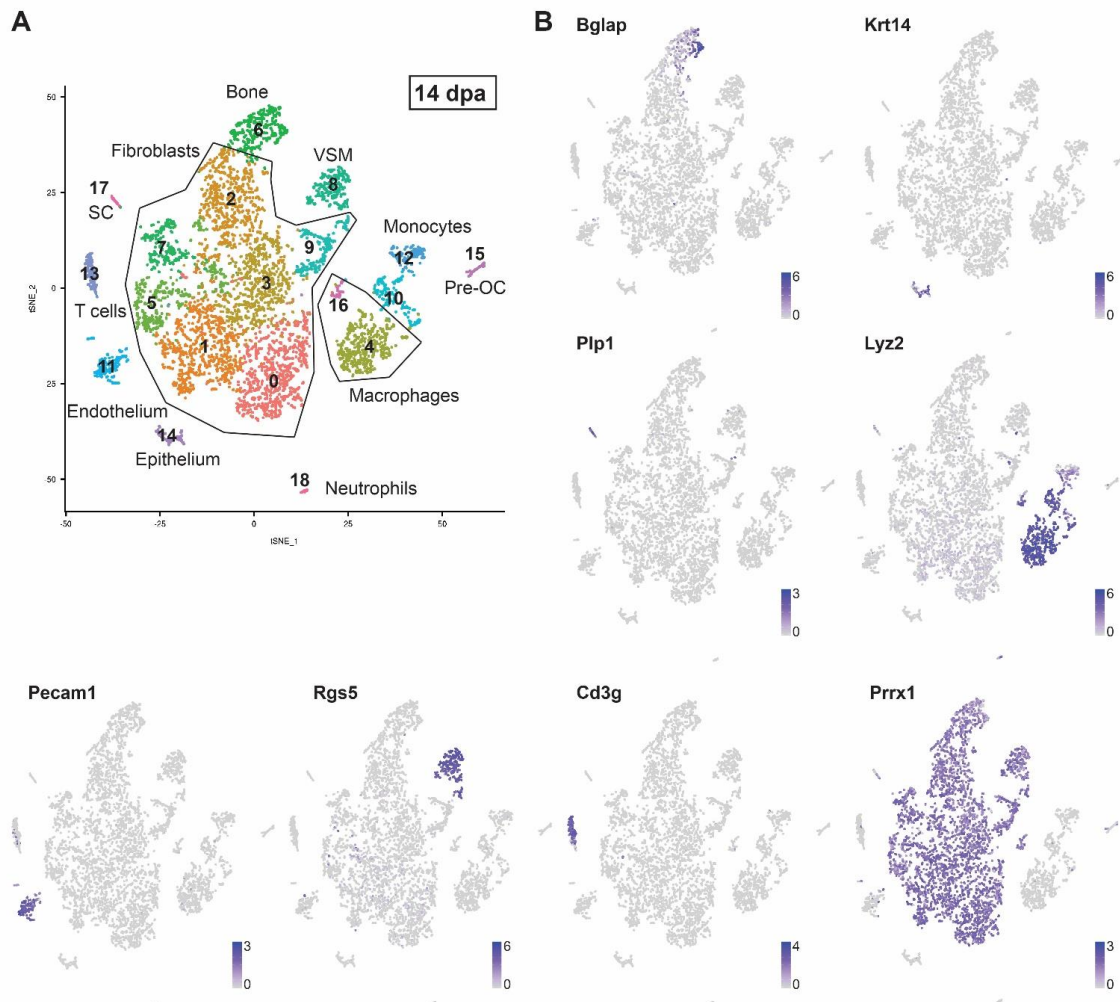 A
14 dpa
Bone
6
Fibroblasts
VSM
2
8
17
SC
7
9
Monocytes
12
15
3
Pre-OC
13
T cells
5
16
10
1
4
11
0
Macrophages
Endothelium
14
Epithelium
18 Neutrophils
50
25
0
25
-50
tSNE_2
-50 -25 0 25 50
tSNE_1
B
Bglap
6
0
Krt14
6
0
Plp1
3
0
Lyz2
6
0
Pecam1
3
0
Rgs5
6
0
Cd3g
4
0
Prrx1
3
0